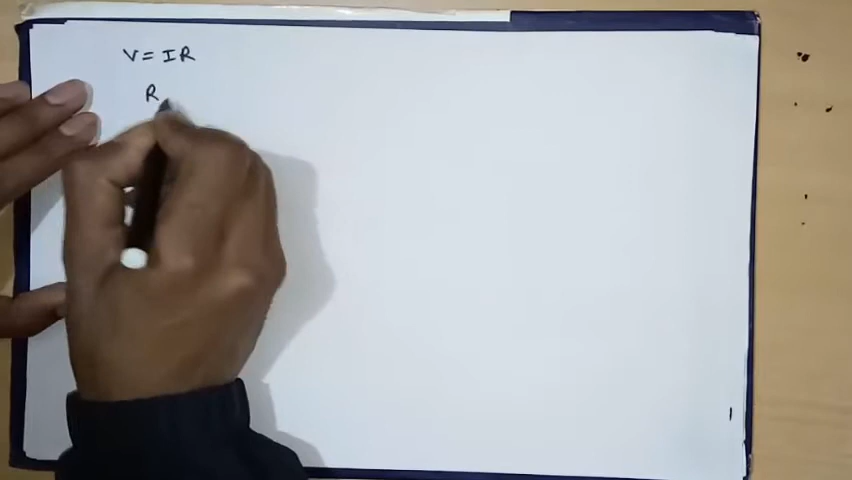 V = IR
R